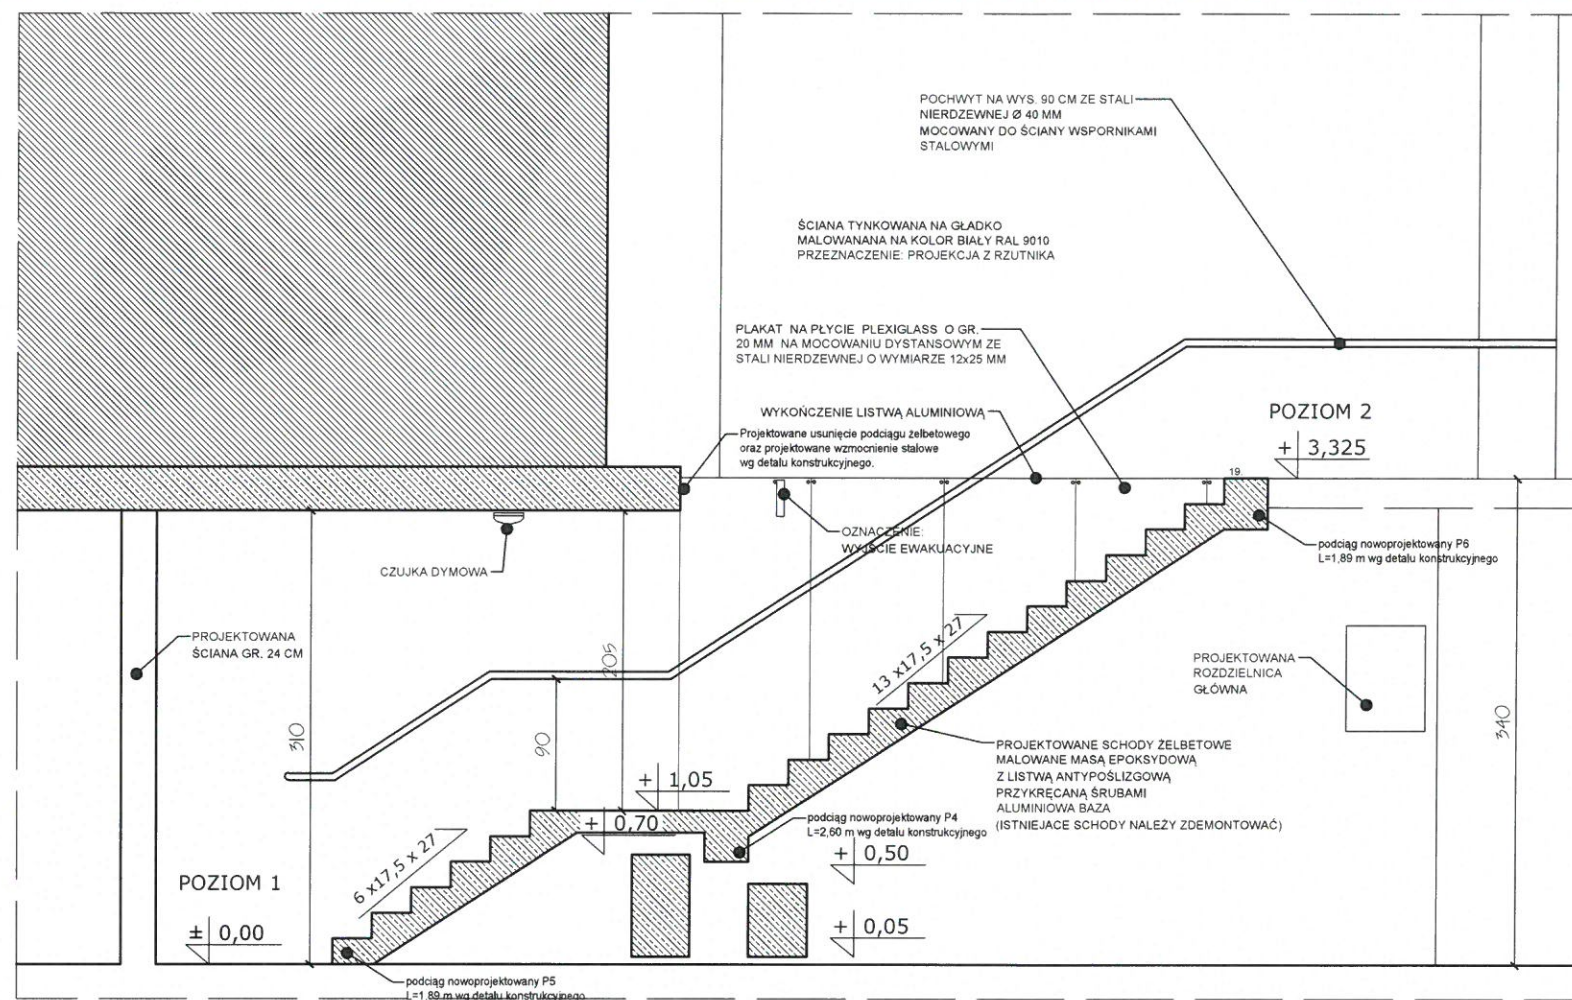 POCHWYT NA WYS. 90 CM ZE STALI
NIERDZEWNEJ Ø 40 MM
MOCOWANY DO ŚCIANY WSPORNIKAMI
STALOWYMI
ŚCIANA TYNKOWANA NA GŁADKO
MALOWANANA NA KOLOR BIAŁY RAL 9010
PRZEZNACZENIE: PROJEKCJA Z RZUTNIKA
PLAKAT NA PŁYCIE PLEXIGLASS O GR.
20 MM NA MOCOWANIU DYSTANSOWYM ZE
STALI NIERDZEWNEJ O WYMIARZE 12x25 MM
WYKOŃCZENIE LISTWĄ ALUMINIOWĄ
Projektowane usunięcie podciągu żelbetowego
oraz projektowane wzmocnienie stalowe
wg detalu konstrukcyjnego.
POZIOM 2
+ 3,325
19.
OZNACZENIE:
WYJŚCIE EWAKUACYJNE
podciąg nowoprojektowany P6
L=1,89 m wg detalu konstrukcyjnego
CZUJKA DYMOWA
PROJEKTOWANA
ŚCIANA GR. 24 CM
205
13 x17,5 x 27
PROJEKTOWANA
ROZDZIELNICA
GŁÓWNA
310
90
340
PROJEKTOWANE SCHODY ŻELBETOWE
MALOWANE MASĄ EPOKSYDOWĄ
Z LISTWĄ ANTYPOŚLIZGOWĄ
PRZYKRĘCANĄ ŚRUBAMI
ALUMINIOWA BAZA
(ISTNIEJACE SCHODY NALEŻY ZDEMONTOWAĆ)
+ 1,05
+ 0,70
podciąg nowoprojektowany P4
L=2,60 m wg detalu konstrukcyjnego
+ 0,50
6 x17,5 x 27
POZIOM 1
± 0,00
+ 0,05
podciąg nowoprojektowany P5
L=1,89 m wg detalu konstrukcyjnego